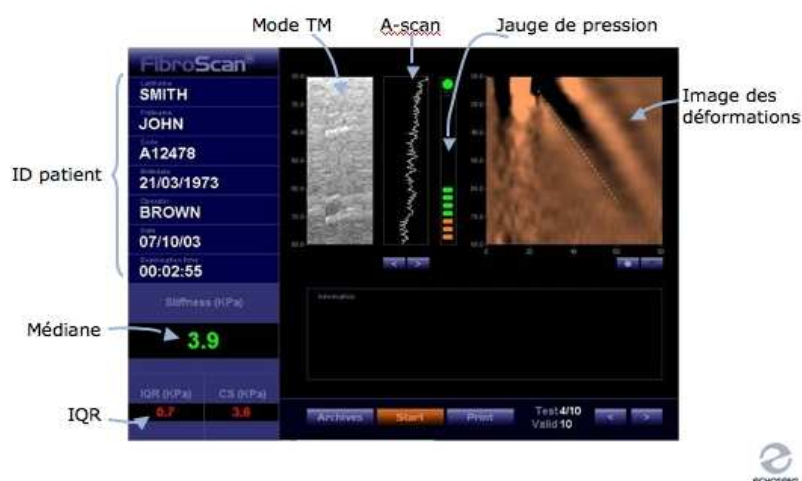 Mode TM
A-scan
Jauge de pression
FibroScan®
SMITH
JOHN
A12478
21/03/1973
BROWN
07/10/03
00:02:55
ID patient
Image des
déformations
Stiffness (KPa)
Médiane
3.9
IQR (KPa) CS (KPa)
IQR
0.7 3.6
Archives Start Print
Test 4/10
Valid 10
< >
ECHOSENS